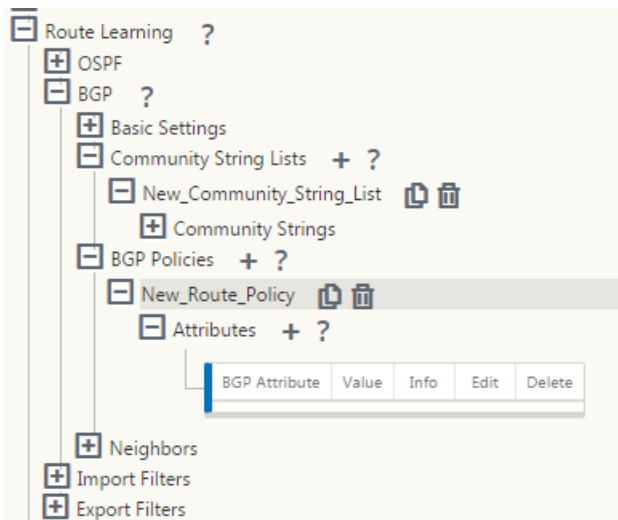 Route Learning ?
OSPF
BGP ?
Basic Settings
Community String Lists + ?
New_Community_String_List
Community Strings
BGP Policies + ?
New_Route_Policy
Attributes + ?
BGP Attribute Value Info Edit Delete
Neighbors
Import Filters
Export Filters